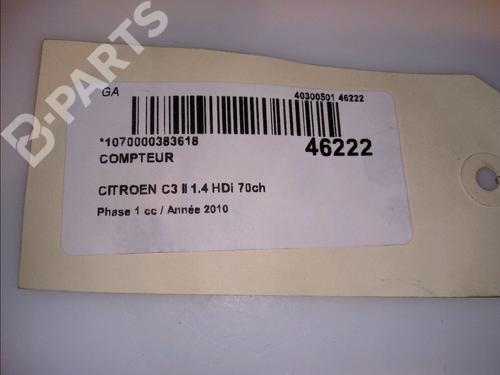 B-PARTS
GA
40300501 46222
*1070000383618
46222
COMPTEUR
CITROEN C3 II 1.4 HDi 70ch
Phase 1 cc / Année 2010